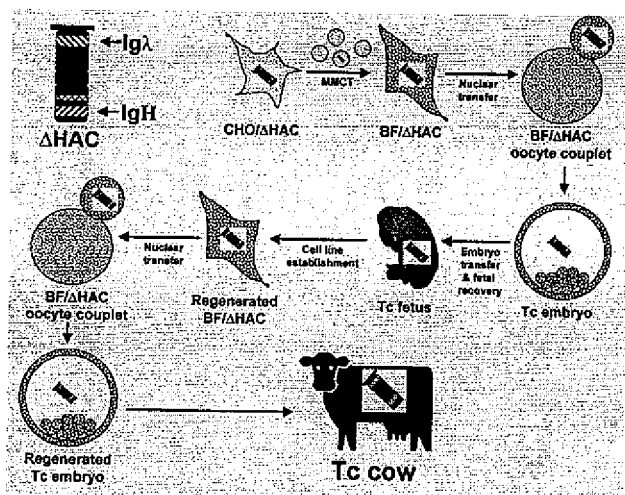 Igλ
IgH
ΔHAC
CHO/ΔHAC
MMCT
BF/ΔHAC
Nuclear
transfer
BF/ΔHAC
oocyte couplet
BF/ΔHAC
oocyte couplet
Nuclear
transfer
Regenerated
BF/ΔHAC
Cell line
establishment
Tc fetus
Embryo
transfer
& fetal
recovery
Tc embryo
Regenerated
Tc embryo
Tc cow